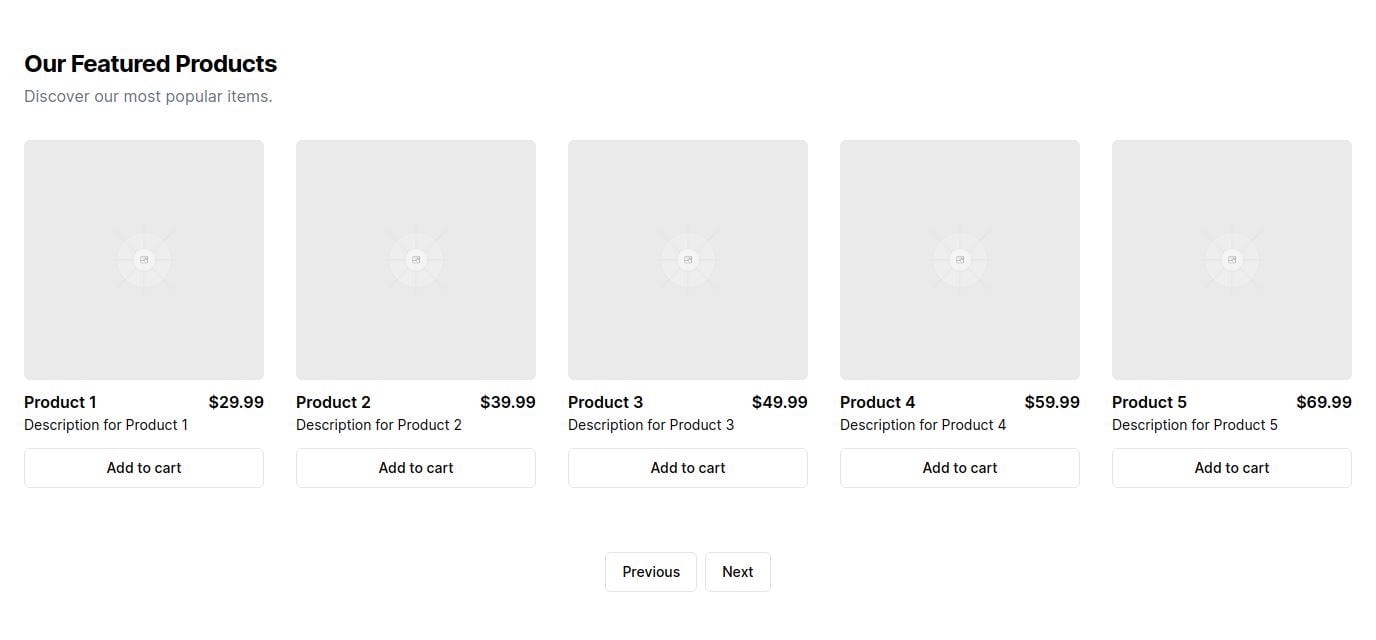 Our Featured Products
Discover our most popular items.
Product 1 $29.99
Description for Product 1
Add to cart
Product 2 $39.99
Description for Product 2
Add to cart
Product 3 $49.99
Description for Product 3
Add to cart
Product 4 $59.99
Description for Product 4
Add to cart
Product 5 $69.99
Description for Product 5
Add to cart
Previous
Next